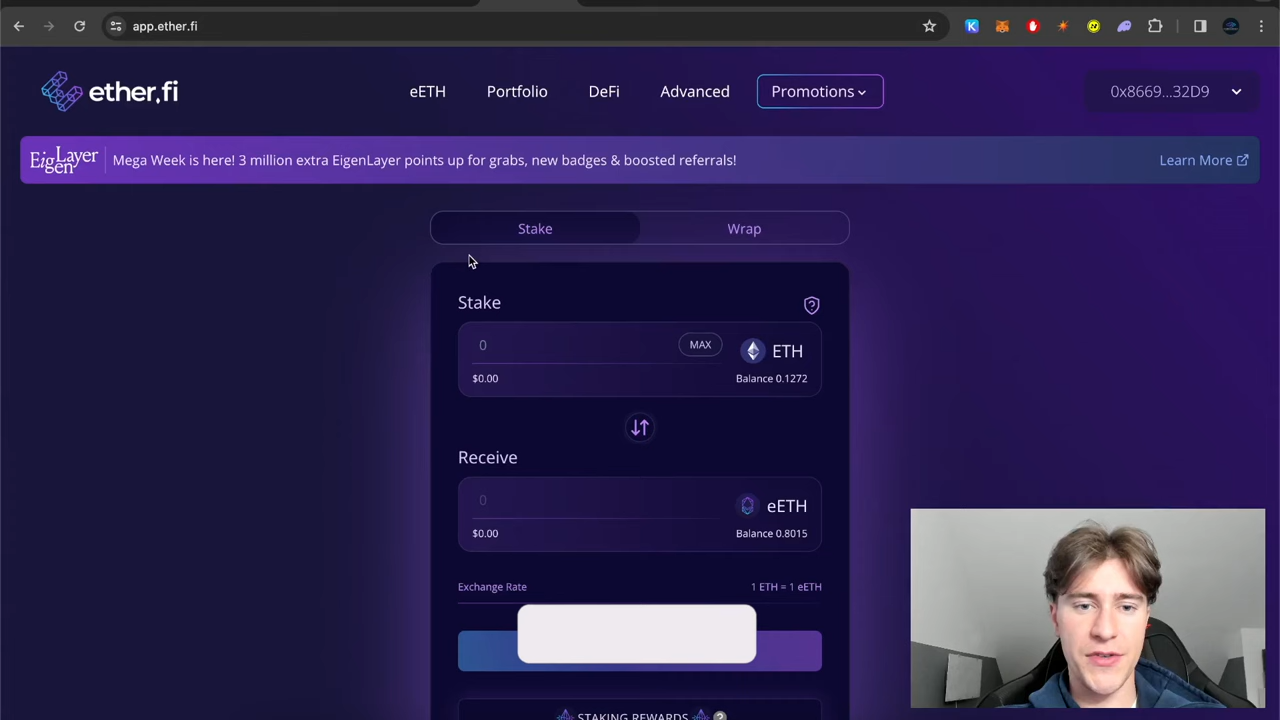 app.ether.fi
ether.fi
eETH
Portfolio
DeFi
Advanced
Promotions
0x8669...32D9
EigenLayer
Mega Week is here! 3 million extra EigenLayer points up for grabs, new badges & boosted referrals!
Learn More
Stake
Wrap
Stake
0
MAX
ETH
$0.00
Balance 0.1272
Receive
0
eETH
$0.00
Balance 0.8015
Exchange Rate
1 ETH = 1 eETH
STAKING REWARDS